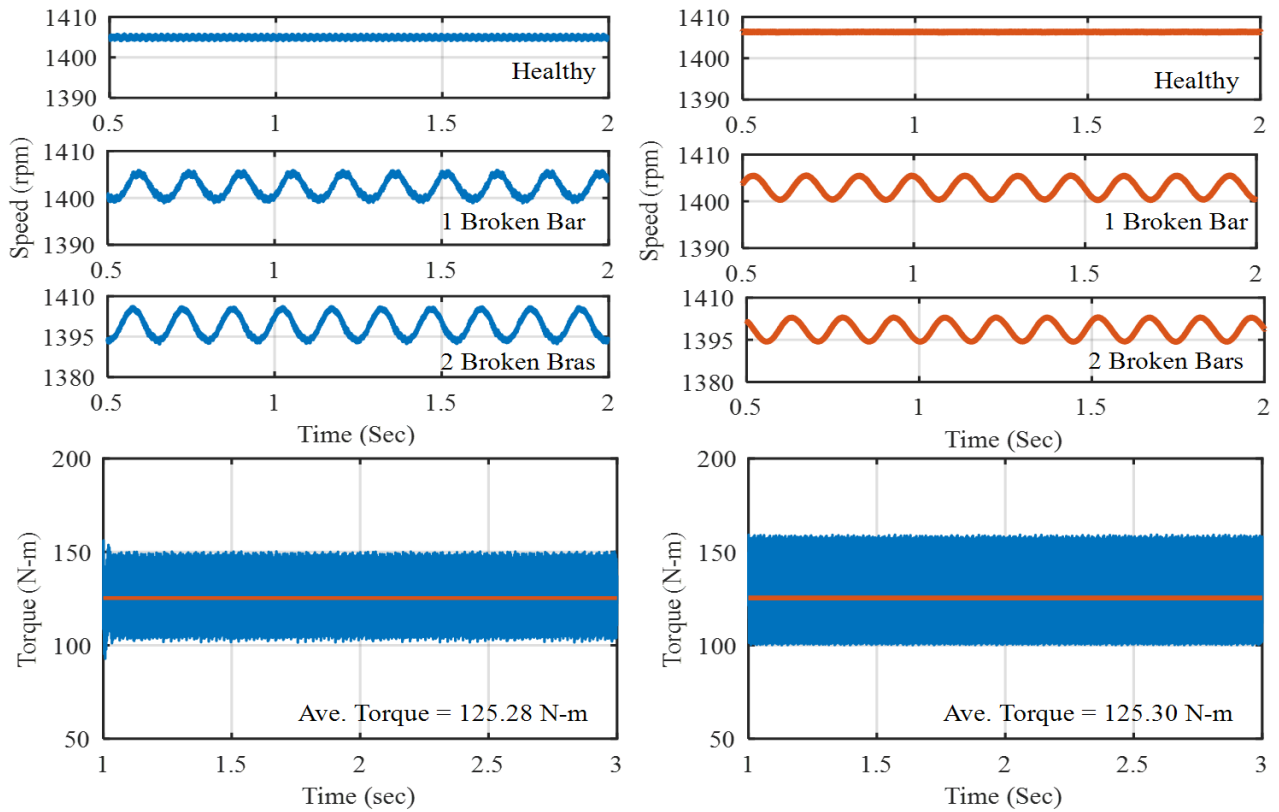 1410
1400
1390
Healthy
0.5 1 1.5 2
1410
1400
1390
1 Broken Bar
0.5 1 1.5 2
1410
1395
1380
2 Broken Bras
0.5 1 1.5 2
Speed (rpm)
Time (Sec)
1410
1400
1390
Healthy
0.5 1 1.5 2
1410
1400
1390
1 Broken Bar
0.5 1 1.5 2
1410
1395
1380
2 Broken Bars
0.5 1 1.5 2
Speed (rpm)
Time (Sec)
200
150
100
50
Torque (N-m)
Ave. Torque = 125.28 N-m
1 1.5 2 2.5 3
Time (sec)
200
150
100
50
Torque (N-m)
Ave. Torque = 125.30 N-m
1 1.5 2 2.5 3
Time (Sec)